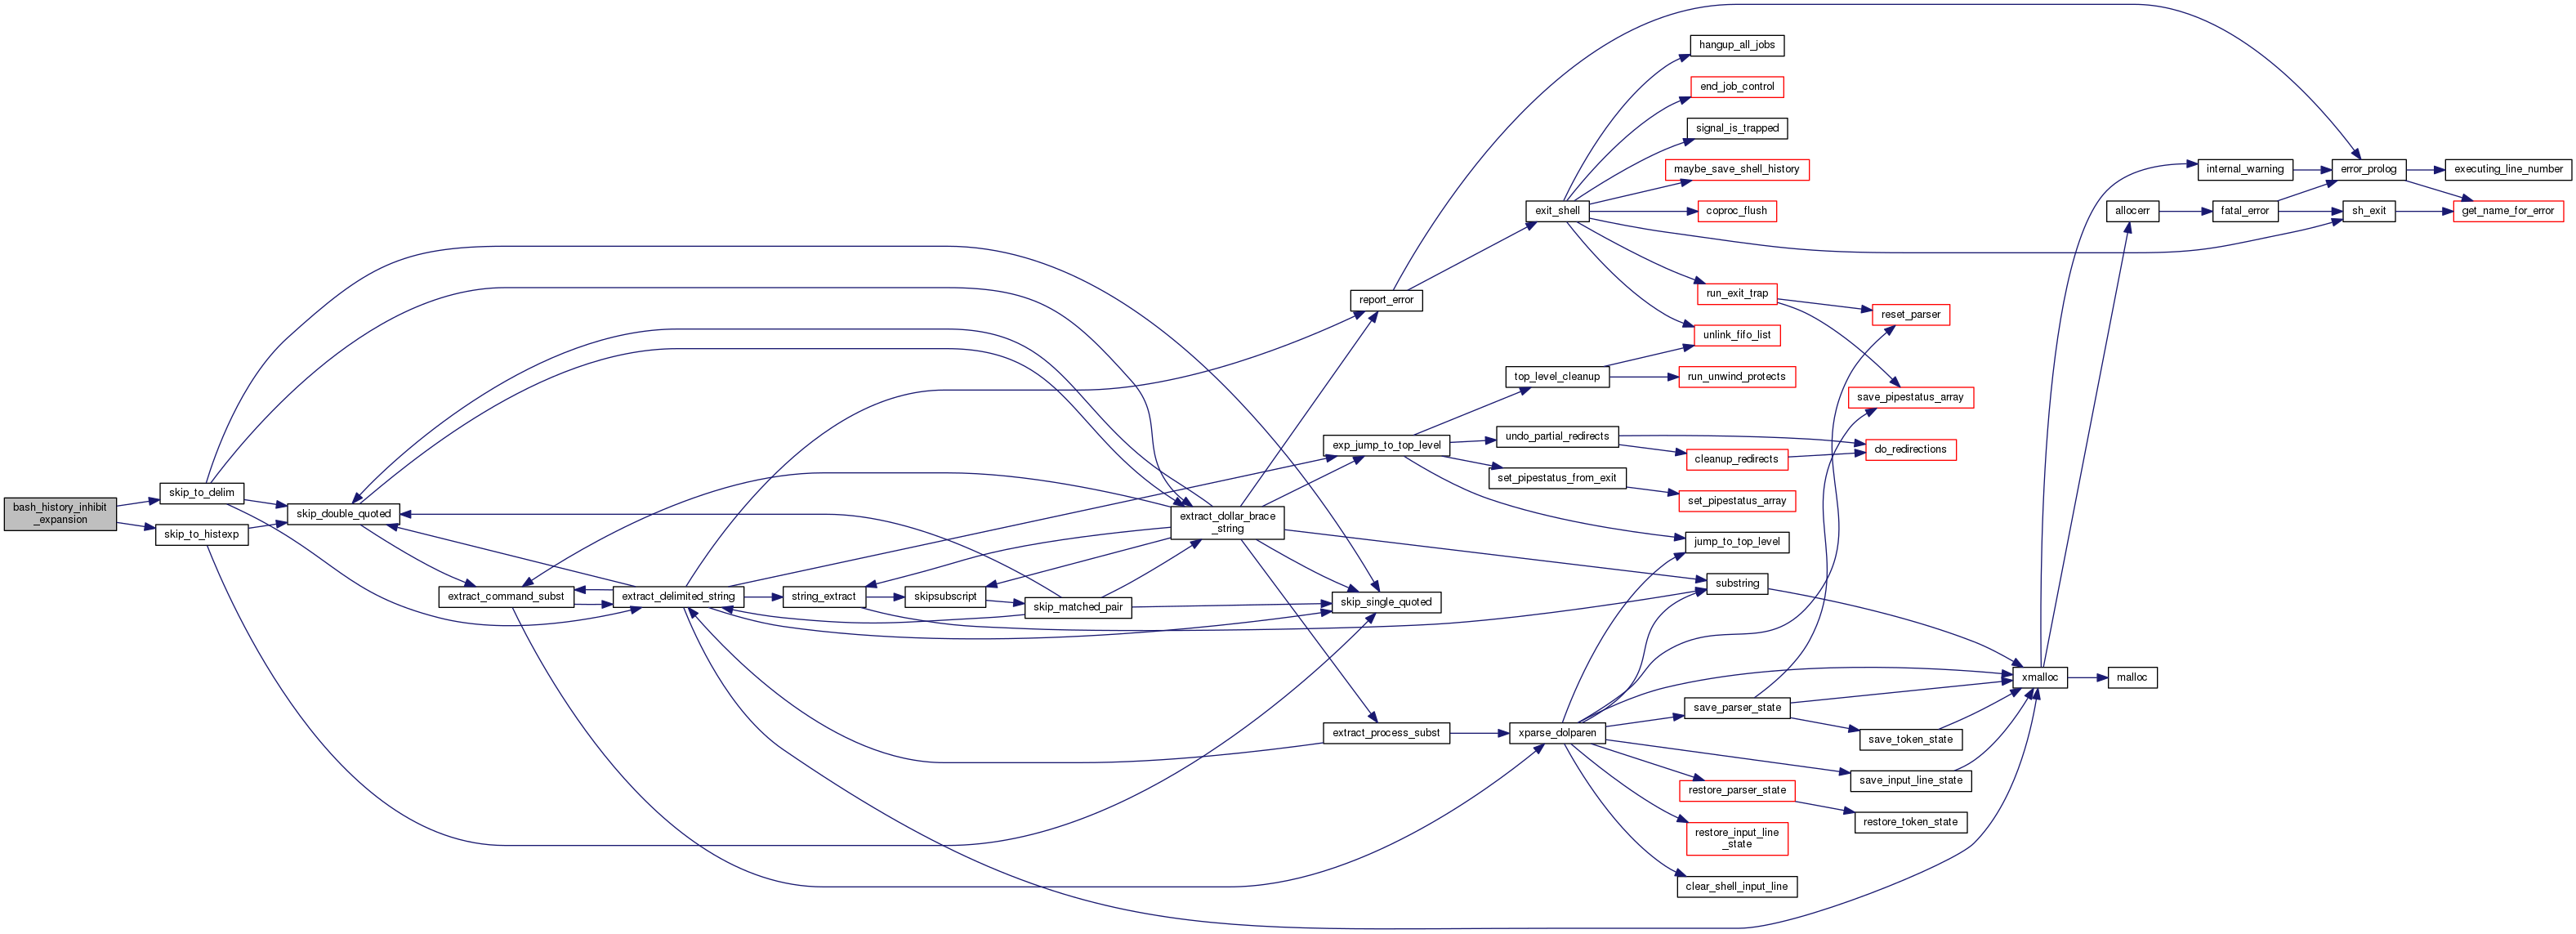 hangup_all_jobs
end_job_control
signal_is_trapped
maybe_save_shell_history
internal_warning
error_prolog
executing_line_number
exit_shell
coproc_flush
allocerr
fatal_error
sh_exit
get_name_for_error
report_error
run_exit_trap
reset_parser
unlink_fifo_list
top_level_cleanup
run_unwind_protects
save_pipestatus_array
exp_jump_to_top_level
undo_partial_redirects
cleanup_redirects
do_redirections
set_pipestatus_from_exit
set_pipestatus_array
bash_history_inhibit
_expansion
skip_to_delim
skip_to_histexp
skip_double_quoted
extract_dollar_brace
_string
jump_to_top_level
extract_command_subst
extract_delimited_string
string_extract
skipsubscript
skip_matched_pair
skip_single_quoted
substring
xmalloc
malloc
extract_process_subst
xparse_dolparen
save_parser_state
save_token_state
save_input_line_state
restore_parser_state
restore_token_state
restore_input_line
_state
clear_shell_input_line